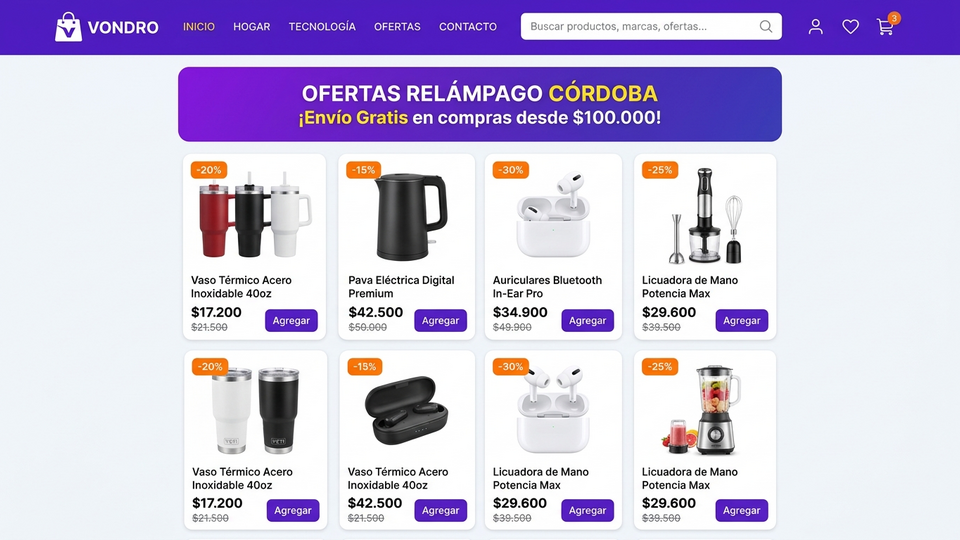 VONDRO
INICIO HOGAR TECNOLOGÍA OFERTAS CONTACTO
Buscar productos, marcas, ofertas...
3
OFERTAS RELÁMPAGO CÓRDOBA
¡Envío Gratis en compras desde $100.000!
-20%
Vaso Térmico Acero
Inoxidable 40oz
$17.200
$21.500
Agregar
-15%
Pava Eléctrica Digital
Premium
$42.500
$50.000
Agregar
-30%
Auriculares Bluetooth
In-Ear Pro
$34.900
$49.900
Agregar
-25%
Licuadora de Mano
Potencia Max
$29.600
$39.500
Agregar
-20%
YETI
YETI
Vaso Térmico Acero
Inoxidable 40oz
$17.200
$21.500
Agregar
-15%
Vaso Térmico Acero
Inoxidable 40oz
$42.500
$21.500
Agregar
-30%
Licuadora de Mano
Potencia Max
$29.600
$39.500
Agregar
-25%
Licuadora de Mano
Potencia Max
$29.600
$39.500
Agregar